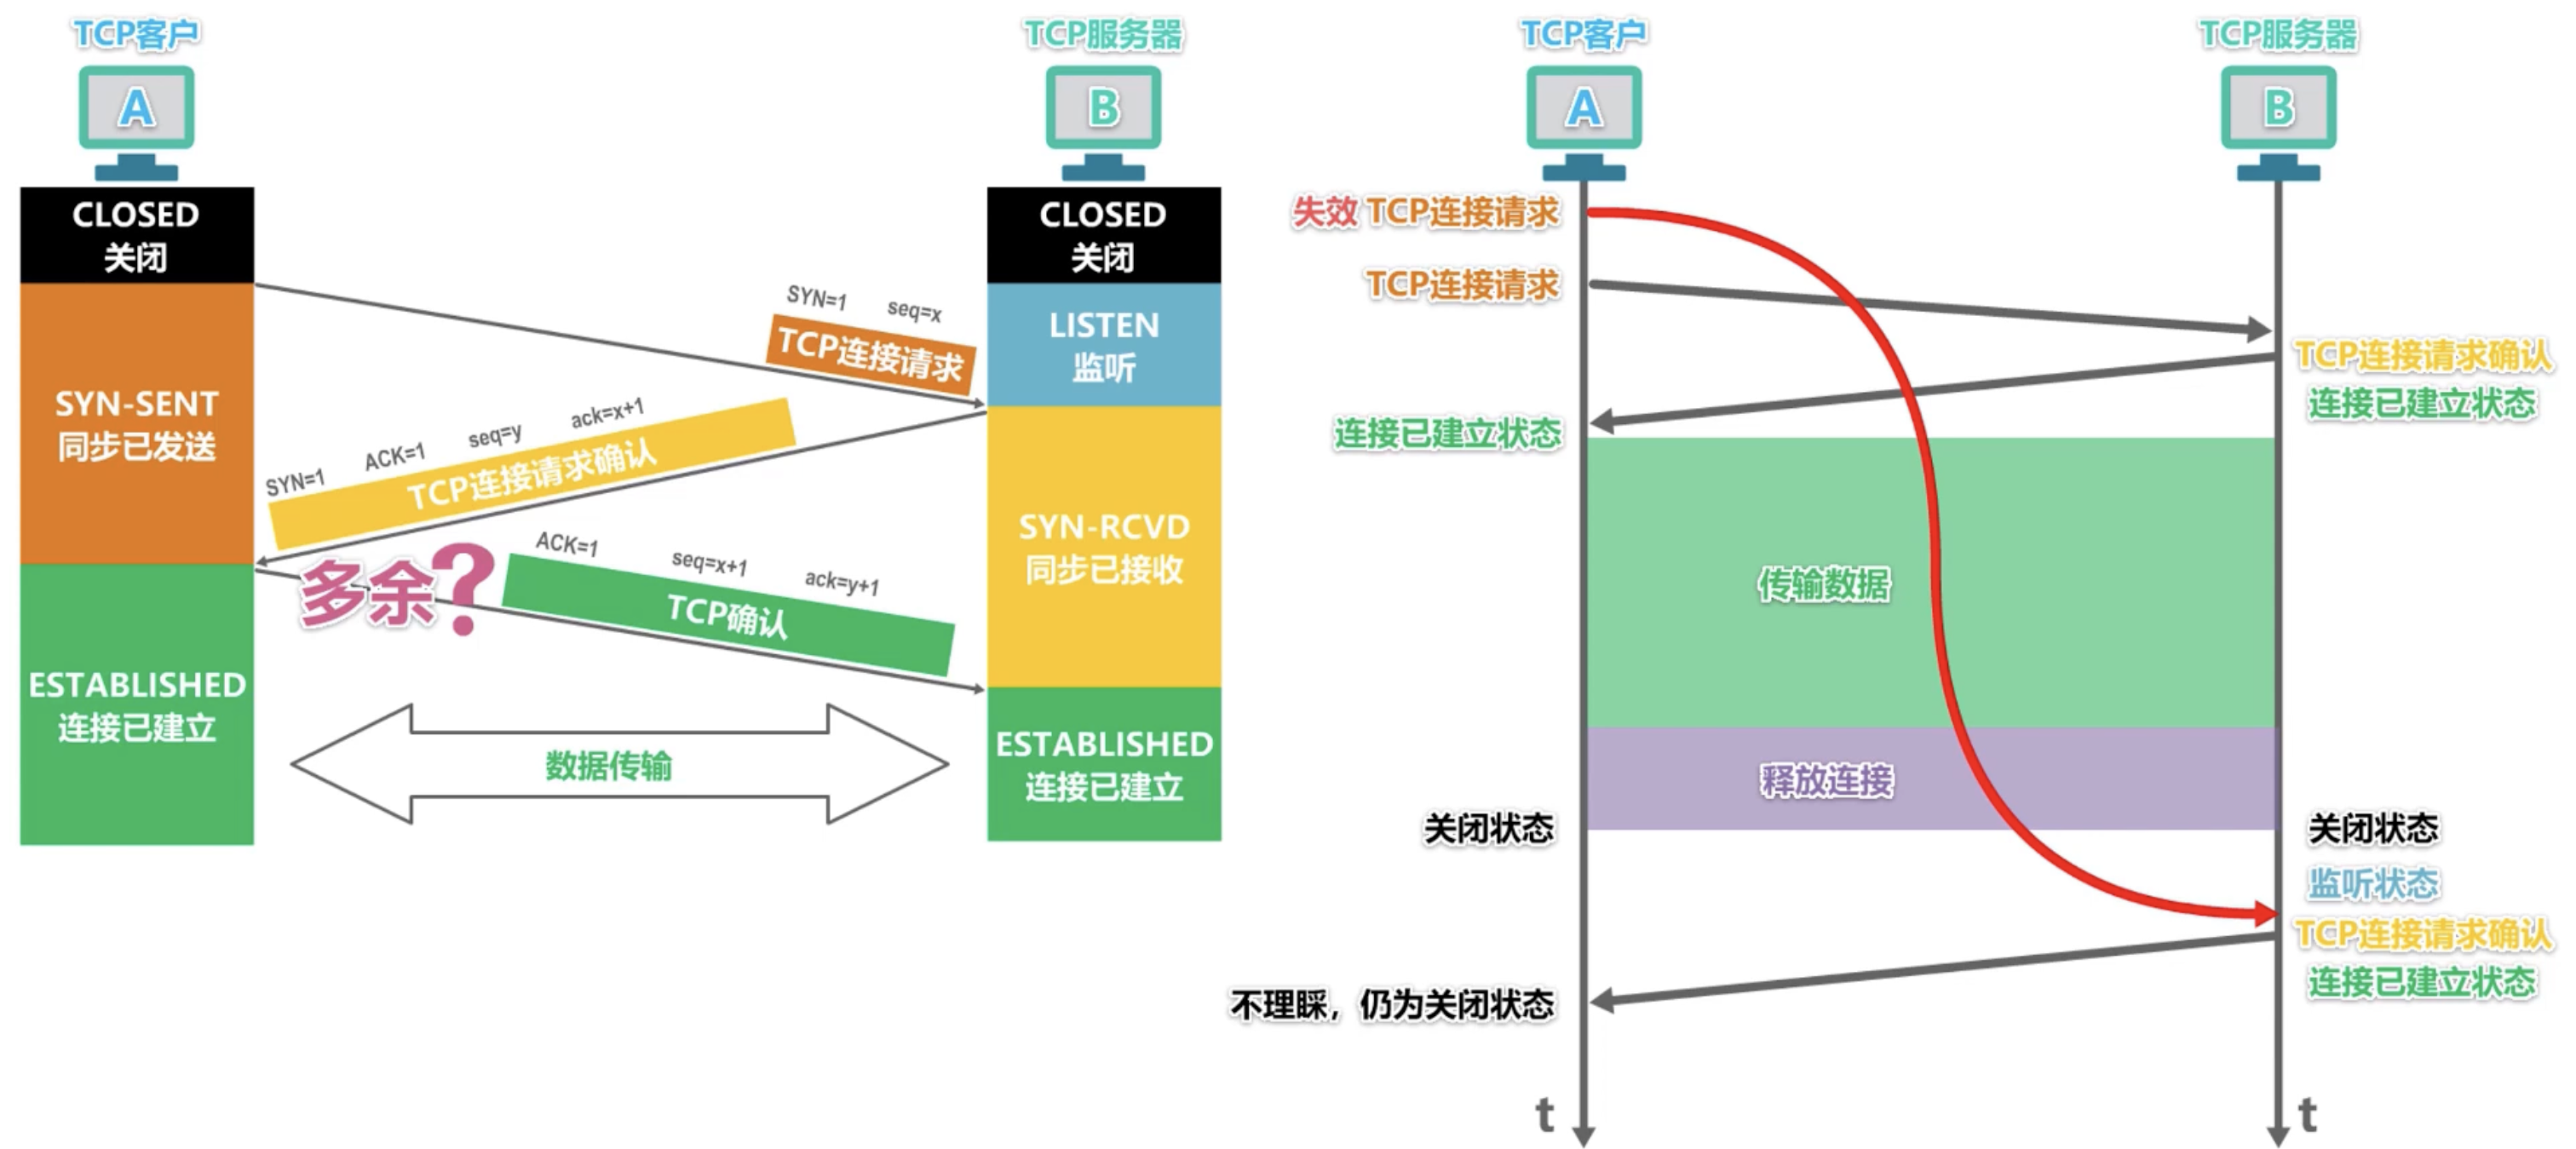 TCP客户
A
CLOSED
关闭
SYN-SENT
同步已发送
ESTABLISHED
连接已建立
SYN=1 seq=x
TCP连接请求
SYN=1 ACK=1 seq=y ack=x+1
TCP连接请求确认
多余?
ACK=1 seq=x+1 ack=y+1
TCP确认
数据传输
TCP服务器
B
CLOSED
关闭
LISTEN
监听
SYN-RCVD
同步已接收
ESTABLISHED
连接已建立
TCP客户
A
失效 TCP连接请求
TCP连接请求
连接已建立状态
关闭状态
不理睬，仍为关闭状态
t
传输数据
释放连接
TCP服务器
B
TCP连接请求确认
连接已建立状态
关闭状态
监听状态
TCP连接请求确认
连接已建立状态
t